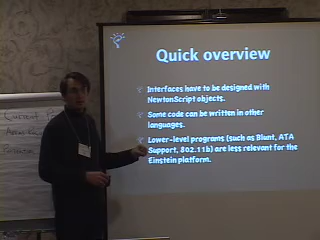 Quick overview
Interfaces have to be designed with
NewtonScript objects.
Some code can be written in other
languages.
Lower-level programs (such as Blunt, ATA
Support, 802.11b) are less relevant for the
Einstein platform.
Current